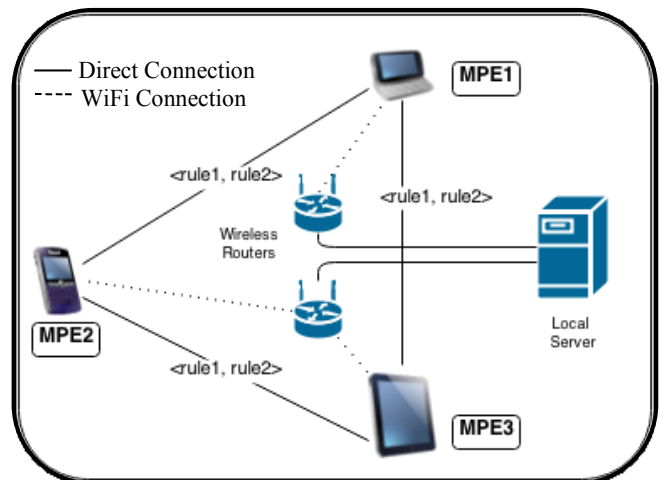 MPE1
Direct Connection
WiFi Connection
<rule1, rule2>
<rule1, rule2>
Wireless
Routers
MPE2
Local
Server
<rule1, rule2>
MPE3